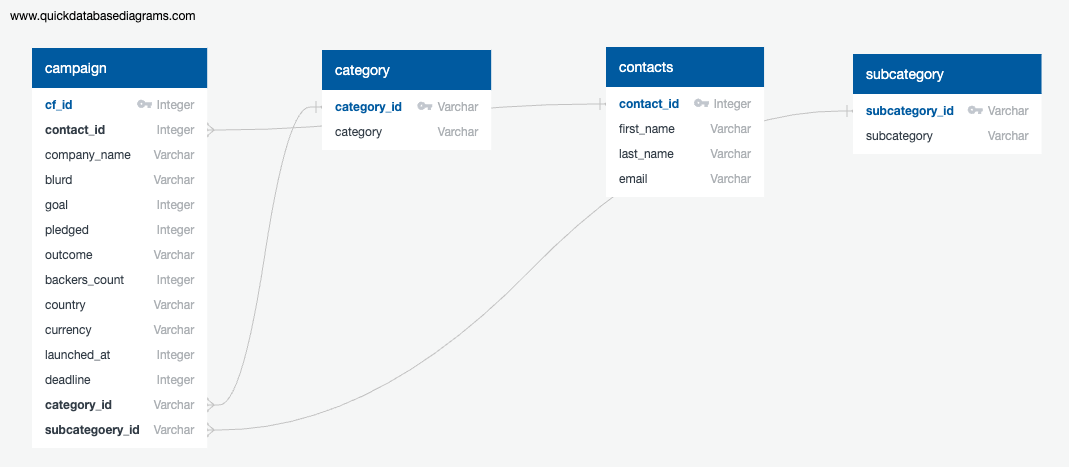 www.quickdatabasediagrams.com
campaign
cf_id Integer
contact_id Integer
company_name Varchar
blurd Varchar
goal Integer
pledged Integer
outcome Varchar
backers_count Integer
country Varchar
currency Varchar
launched_at Integer
deadline Integer
category_id Varchar
subcategoery_id Varchar
category
category_id Varchar
category Varchar
contacts
contact_id Integer
first_name Varchar
last_name Varchar
email Varchar
subcategory
subcategory_id Varchar
subcategory Varchar